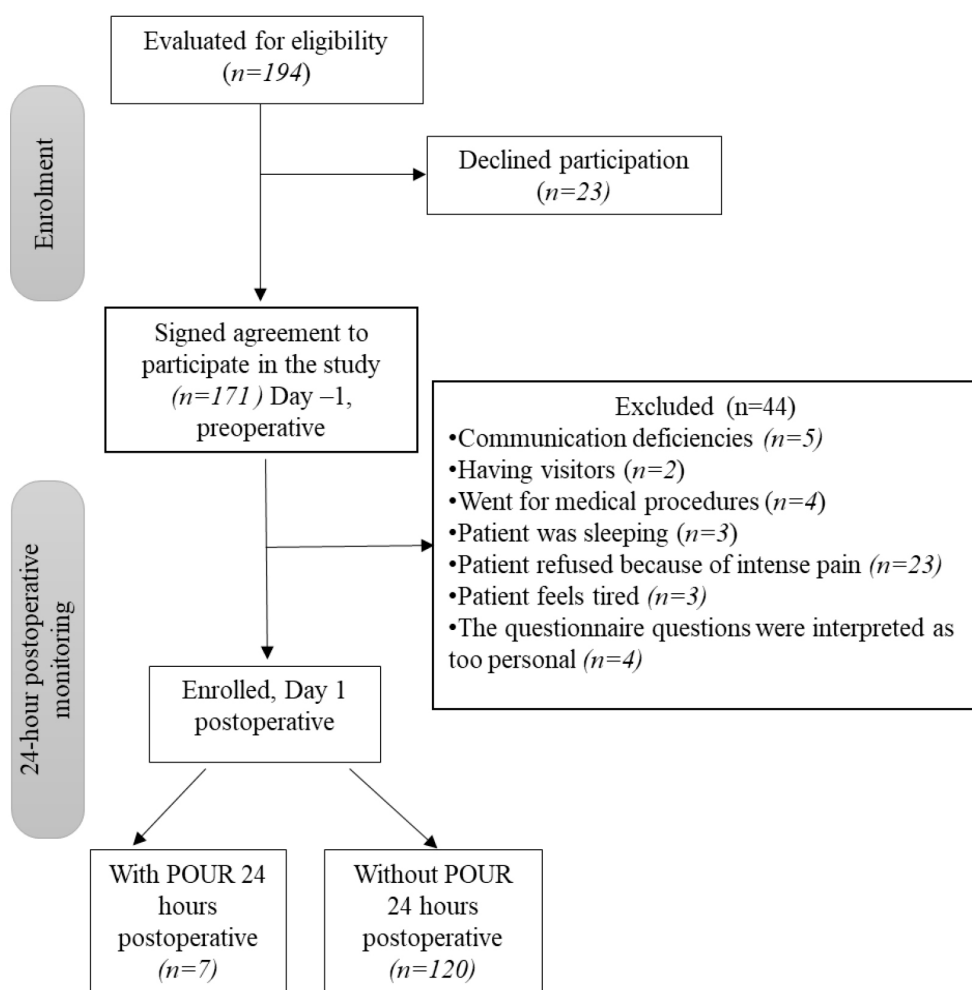 Evaluated for eligibility
(n=194)
Enrolment
Declined participation
(n=23)
Signed agreement to
participate in the study
(n=171) Day –1,
preoperative
Excluded (n=44)
•Communication deficiencies (n=5)
•Having visitors (n=2)
•Went for medical procedures (n=4)
•Patient was sleeping (n=3)
•Patient refused because of intense pain (n=23)
•Patient feels tired (n=3)
•The questionnaire questions were interpreted as
too personal (n=4)
24-hour postoperative
monitoring
Enrolled, Day 1
postoperative
With POUR 24
hours
postoperative
(n=7)
Without POUR
24 hours
postoperative
(n=120)